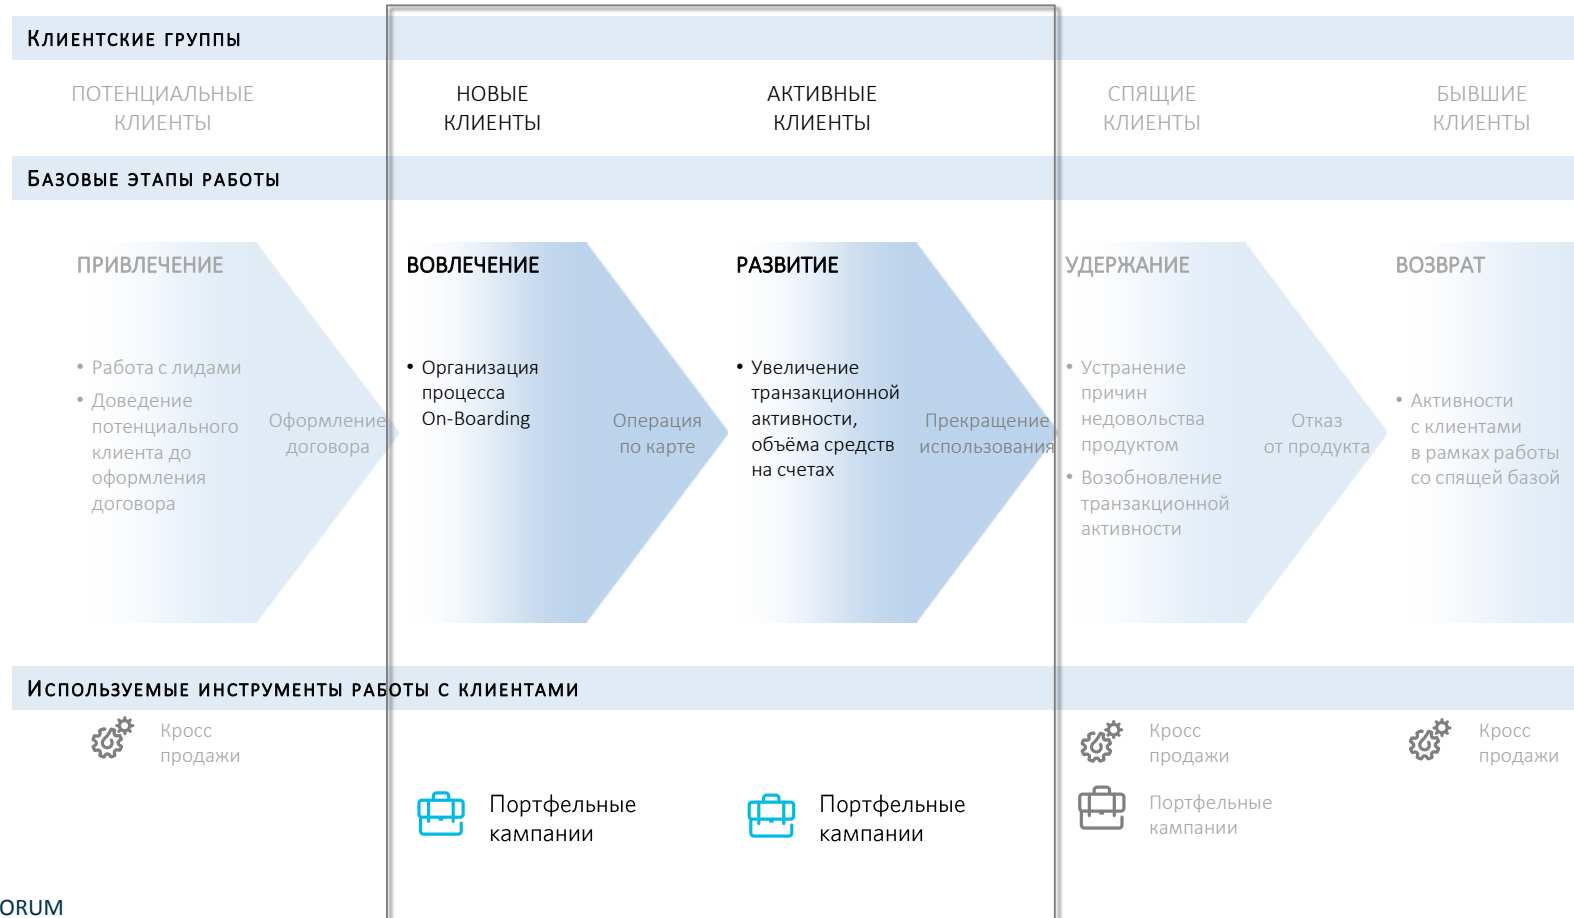 Клиентские группы
ПОТЕНЦИАЛЬНЫЕ
КЛИЕНТЫ
НОВЫЕ
КЛИЕНТЫ
АКТИВНЫЕ
КЛИЕНТЫ
СПЯЩИЕ
КЛИЕНТЫ
БЫВШИЕ
КЛИЕНТЫ
Базовые этапы работы
ПРИВЛЕЧЕНИЕ
• Работа с лидами
• Доведение
потенциального
клиента до
оформления
договора
Оформление
договора
ВОВЛЕЧЕНИЕ
• Организация
процесса
On-Boarding
Операция
по карте
РАЗВИТИЕ
• Увеличение
транзакционной
активности,
объёма средств
на счетах
Прекращение
использования
УДЕРЖАНИЕ
• Устранение
причин
недовольства
продуктом
• Возобновление
транзакционной
активности
Отказ
от продукта
ВОЗВРАТ
• Активности
с клиентами
в рамках работы
со спящей базой
Используемые инструменты работы с клиентами
Кросс
продажи
Портфельные
кампании
Портфельные
кампании
Кросс
продажи
Портфельные
кампании
Кросс
продажи
ORUM